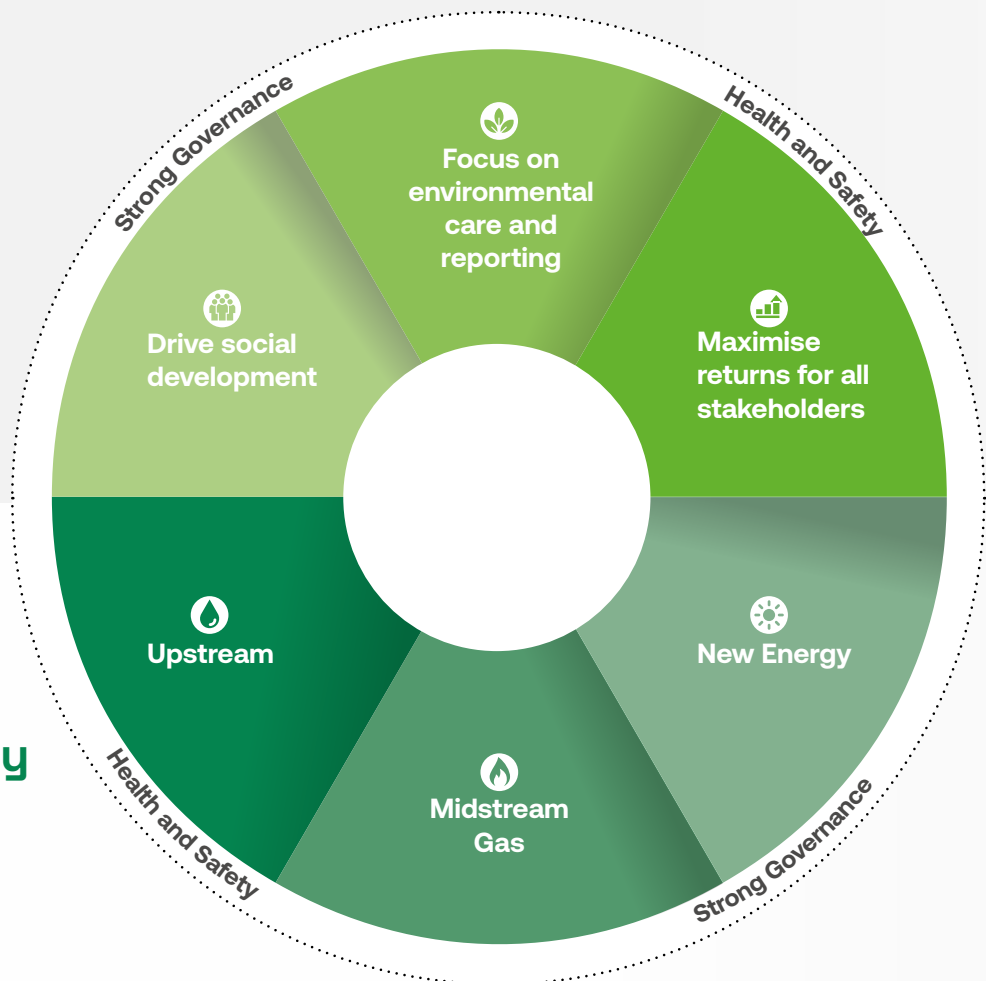 Strong Governance
Health and Safety
Focus on
environmental
care and
reporting
Drive social
development
Maximise
returns for all
stakeholders
Upstream
New Energy
Midstream
Gas
y
Health and Safety
Strong Governance